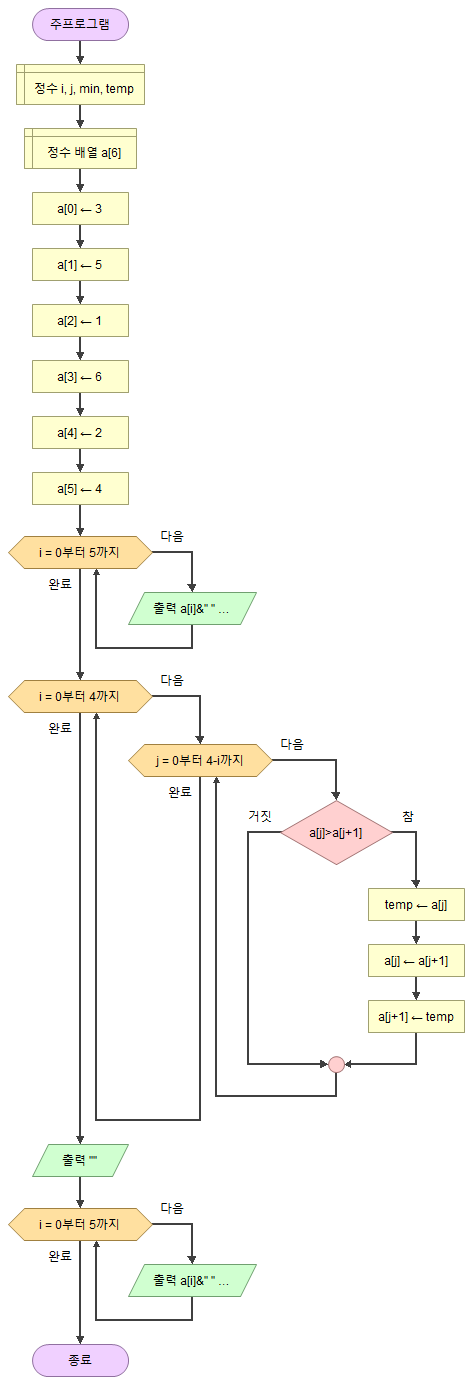 주프로그램
정수 i, j, min, temp
정수 배열 a[6]
a[0] ← 3
a[1] ← 5
a[2] ← 1
a[3] ← 6
a[4] ← 2
a[5] ← 4
i = 0부터 5까지
다음
완료
출력 a[i]&" " ...
i = 0부터 4까지
다음
완료
j = 0부터 4-i까지
다음
완료
거짓
a[j]>a[j+1]
참
temp ← a[j]
a[j] ← a[j+1]
a[j+1] ← temp
출력 ""
i = 0부터 5까지
다음
완료
출력 a[i]&" " ...
종료